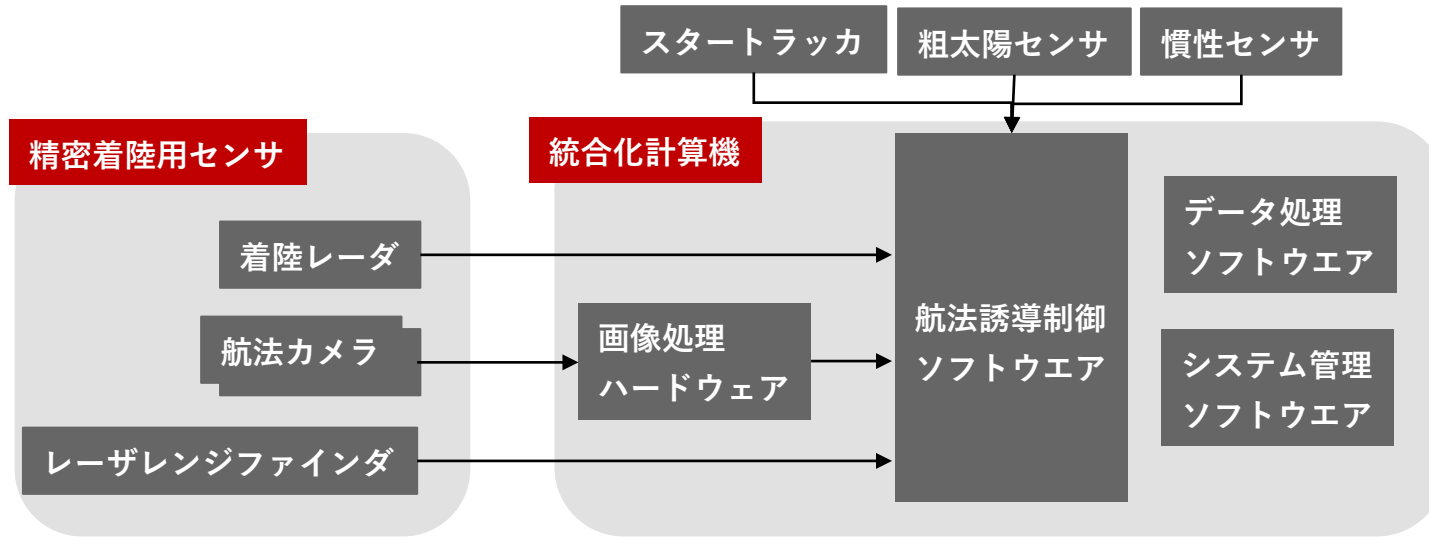 スタートラッカ
粗太陽センサ
慣性センサ
精密着陸用センサ
統合化計算機
着陸レーダ
航法カメラ
レーザレンジファインダ
画像処理
ハードウェア
航法誘導制御
ソフトウエア
データ処理
ソフトウエア
システム管理
ソフトウエア